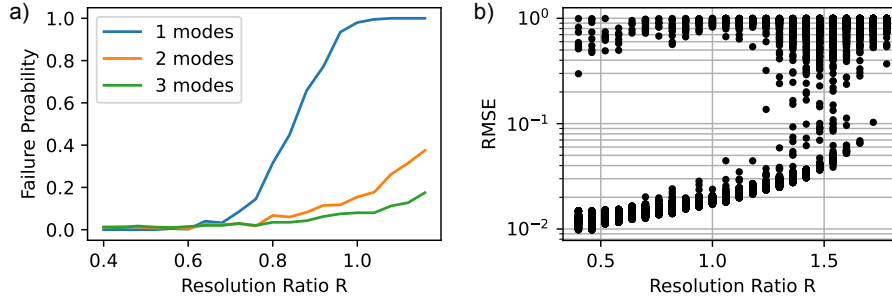 a)
1 modes
2 modes
3 modes
Failure Proability
1.0
0.8
0.6
0.4
0.2
0.0
0.4
0.6
0.8
1.0
Resolution Ratio R
b)
RMSE
10⁰
10⁻¹
10⁻²
0.5
1.0
1.5
Resolution Ratio R